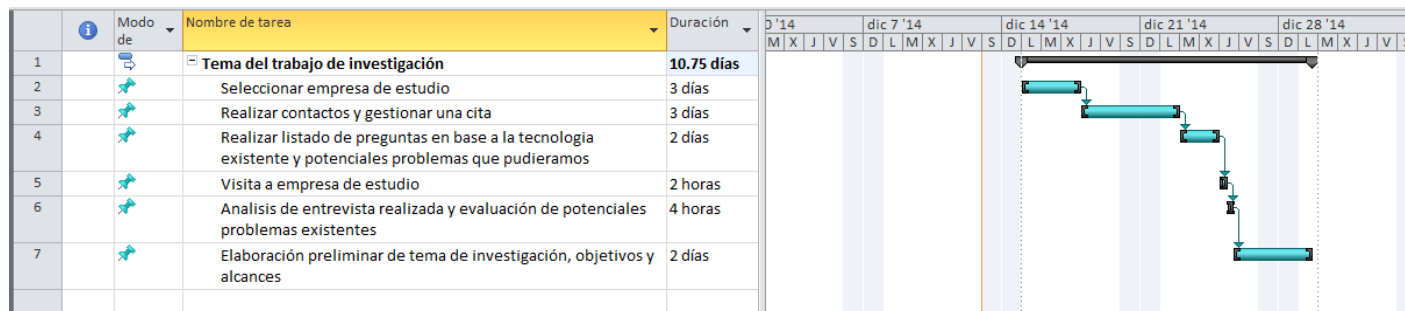 Modo de
Nombre de tarea
Duración
0 '14
dic 7 '14
dic 14 '14
dic 21 '14
dic 28 '14
M X J V S D L M X J V S D L M X J V S D L M X J V S D L M X J V
1 Tema del trabajo de investigación 10.75 días
2 Seleccionar empresa de estudio 3 días
3 Realizar contactos y gestionar una cita 3 días
4 Realizar listado de preguntas en base a la tecnologia 2 días
existente y potenciales problemas que pudieramos
5 Visita a empresa de estudio 2 horas
6 Analisis de entrevista realizada y evaluación de potenciales 4 horas
problemas existentes
7 Elaboración preliminar de tema de investigación, objetivos y 2 días
alcances